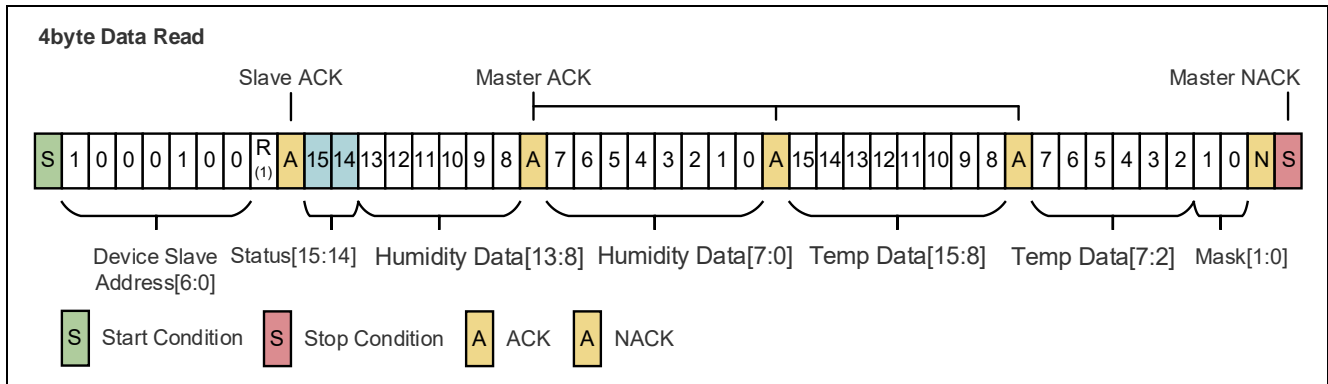 4byte Data Read
Slave ACK Master ACK Master NACK
S 1 0 0 0 1 0 0 R (1) A 15 14 13 12 11 10 9 8 A 7 6 5 4 3 2 1 0 A 15 14 13 12 11 10 9 8 A 7 6 5 4 3 2 1 0 N S
Device Slave Address[6:0] Status[15:14] Humidity Data[13:8] Humidity Data[7:0] Temp Data[15:8] Temp Data[7:2] Mask[1:0]
S Start Condition S Stop Condition A ACK A NACK